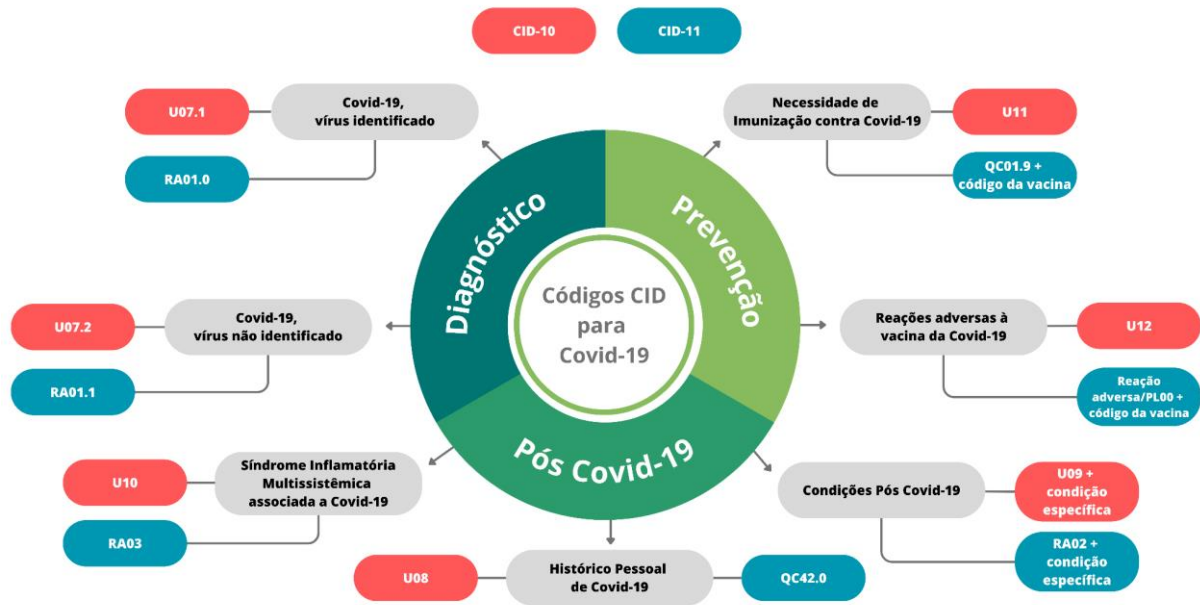 CID-10
CID-11
U07.1
Covid-19,
vírus identificado
RA01.0
Necessidade de
Imunização contra Covid-19
U11
QC01.9 +
código da vacina
Diagnóstico
Prevenção
Pós Covid-19
Códigos CID
para
Covid-19
U07.2
Covid-19,
vírus não identificado
RA01.1
Reações adversas à
vacina da Covid-19
U12
Reação
adversa/PL00 +
código da vacina
U10
Síndrome Inflamatória
Multissistêmica
associada a Covid-19
RA03
Condições Pós Covid-19
U09 +
condição
específica
RA02 +
condição
específica
U08
Histórico Pessoal
de Covid-19
QC42.0